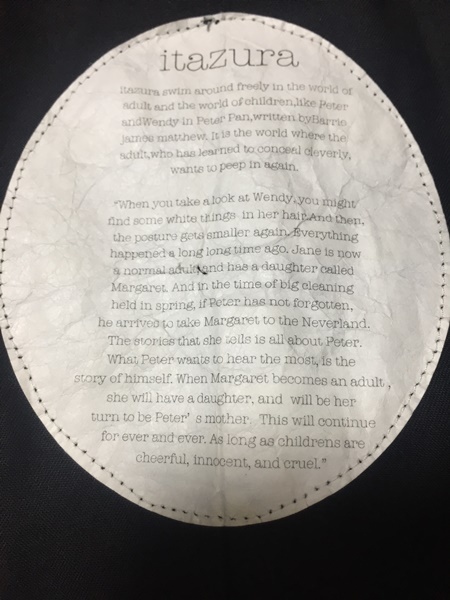 itazura
itazura swim around freely in the world of
adult and the world of children,like Peter
andWendy in Peter Pan,written byBarrie
james matthew. It is the world where the
adult,who has learned to conceal cleverly,
wants to peep in again.
"When you take a look at Wendy, you might
find some white things in her hair.And then,
the posture gets smaller again. Everything
happened a long long time ago. Jane is now
a normal adult and has a daughter called
Margaret. And in the time of big cleaning
held in spring, if Peter has not forgotten,
he arrived to take Margaret to the Neverland.
The stories that she tells is all about Peter.
What Peter wants to hear the most, is the
story of himself. When Margaret becomes an adult ,
she will have a daughter, and will be her
turn to be Peter' s mother. This will continue
for ever and ever. As long as childrens are
cheerful, innocent, and cruel."